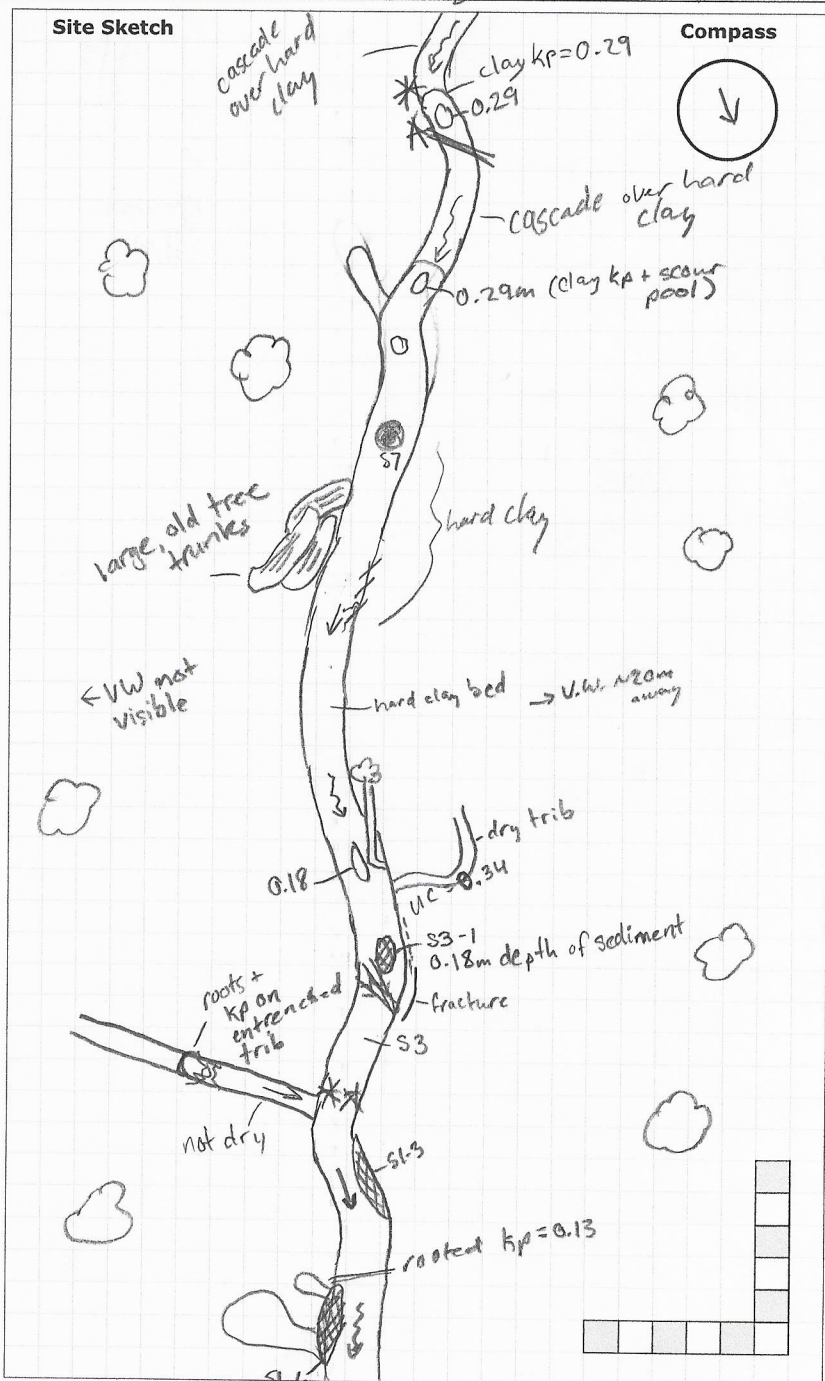 Site Sketch
Compass
cascade
over hard
clay
clay kp = 0.29
0.29
cascade over hard
clay
0.29m (clay kp + scour
pool)
S7
large, old tree
trunks
hard clay
← VW not
visible
hard clay bed
→ V.W. ~20m
away
dry trib
0.18
0.34
UC
S3-1
0.18m depth of sediment
roots +
kp on
entrenched
trib
fracture
S3
not dry
S1-3
rooted kp = 0.13